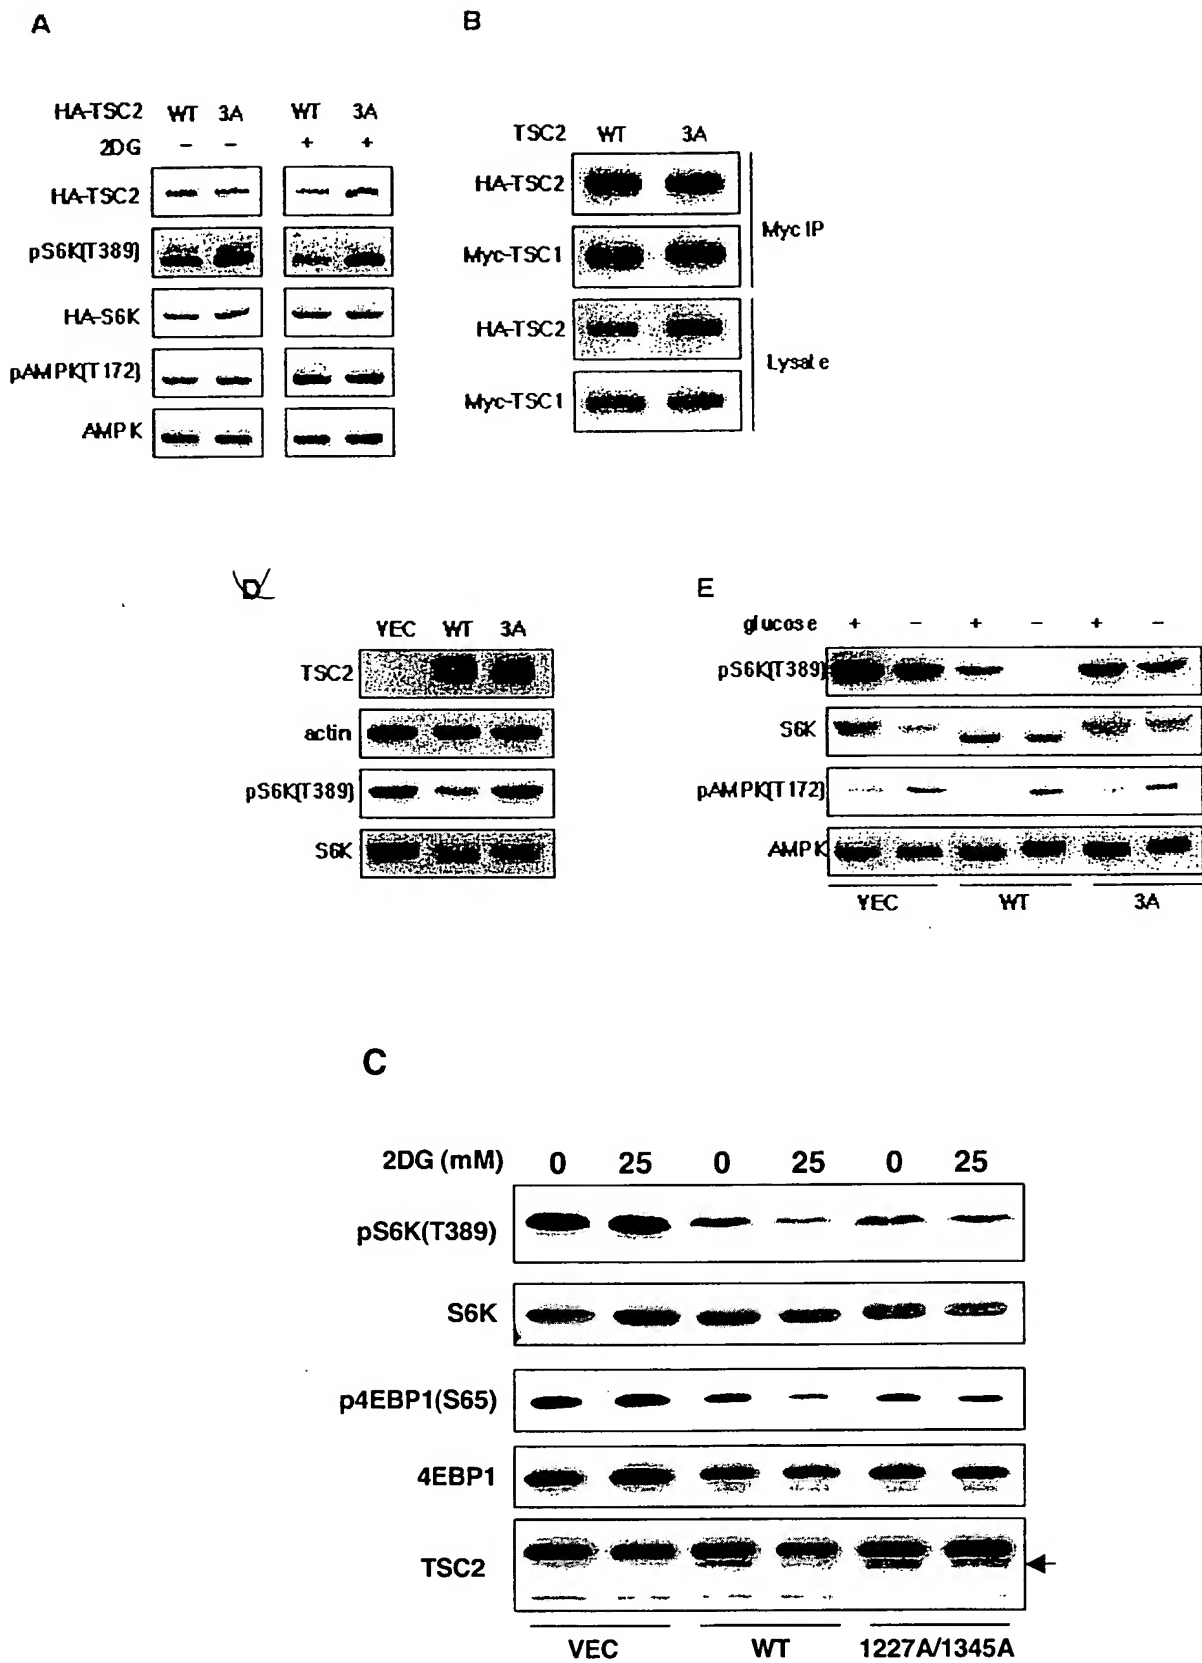 A
B
HA-TSC2 WT 3A WT 3A
2DG − − + +
HA-TSC2
pS6K[T389]
HA-S6K
pAMPK[T172]
AMPK
TSC2 WT 3A
HA-TSC2
Myc-TSC1
Myc IP
HA-TSC2
Myc-TSC1
Lysate
D
VEC WT 3A
TSC2
actin
pS6K[T389]
S6K
E
glucose + − + − + −
pS6K[T389]
S6K
pAMPK[T172]
AMPK
VEC WT 3A
C
2DG (mM) 0 25 0 25 0 25
pS6K(T389)
S6K
p4EBP1(S65)
4EBP1
TSC2
VEC WT 1227A/1345A